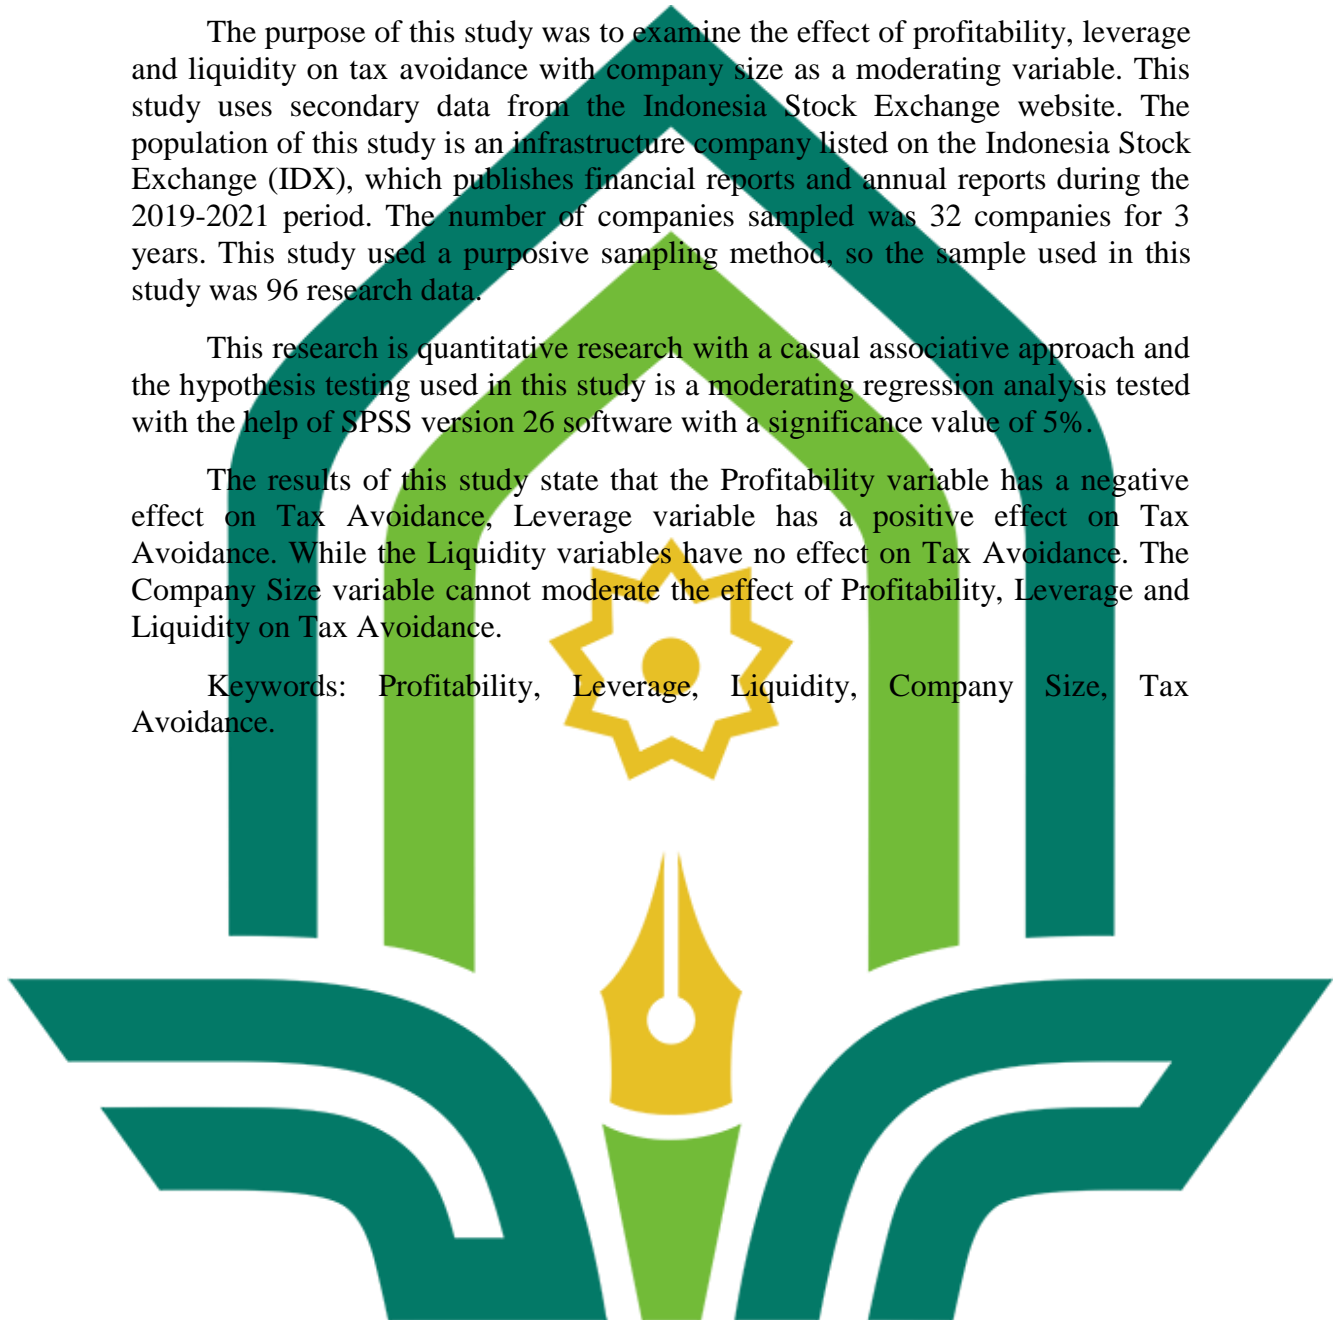 The purpose of this study was to examine the effect of profitability, leverage
and liquidity on tax avoidance with company size as a moderating variable. This
study uses secondary data from the Indonesia Stock Exchange website. The
population of this study is an infrastructure company listed on the Indonesia Stock
Exchange (IDX), which publishes financial reports and annual reports during the
2019-2021 period. The number of companies sampled was 32 companies for 3
years. This study used a purposive sampling method, so the sample used in this
study was 96 research data.
This research is quantitative research with a casual associative approach and
the hypothesis testing used in this study is a moderating regression analysis tested
with the help of SPSS version 26 software with a significance value of 5%.
The results of this study state that the Profitability variable has a negative
effect on Tax Avoidance, Leverage variable has a positive effect on Tax
Avoidance. While the Liquidity variables have no effect on Tax Avoidance. The
Company Size variable cannot moderate the effect of Profitability, Leverage and
Liquidity on Tax Avoidance.
Keywords: Profitability, Leverage, Liquidity, Company Size, Tax
Avoidance.